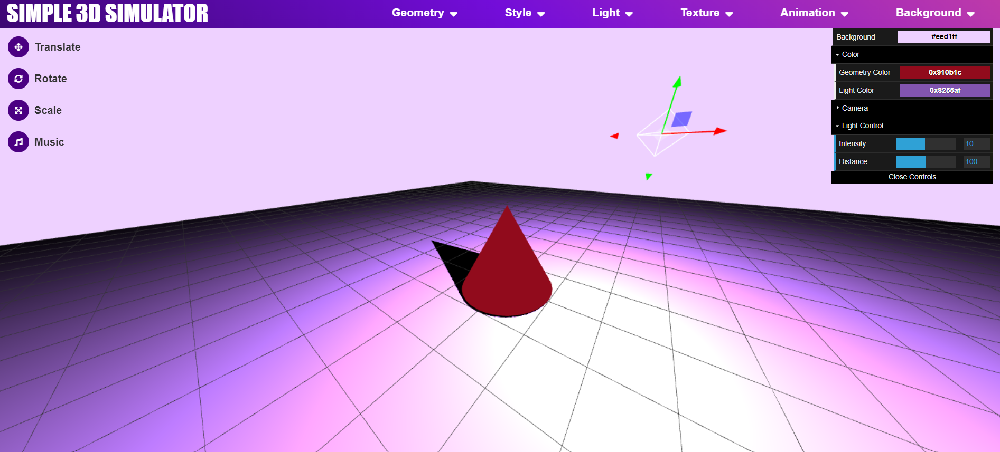 SIMPLE 3D SIMULATOR
Geometry
Style
Light
Texture
Animation
Background
Translate
Rotate
Scale
Music
Background #eed1ff
Color
Geometry Color 0x910b1c
Light Color 0x8255af
Camera
Light Control
Intensity 10
Distance 100
Close Controls